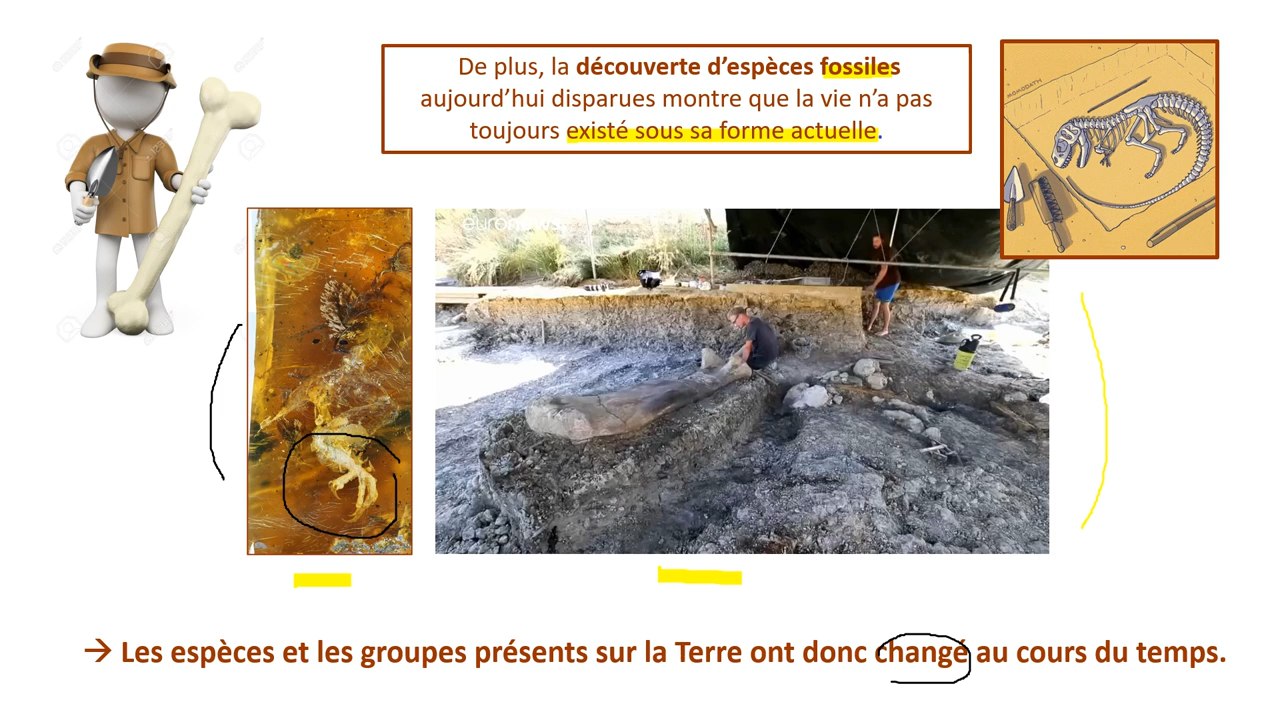 De plus, la découverte d'espèces fossiles
aujourd'hui disparues montre que la vie n'a pas
toujours existé sous sa forme actuelle.
MOMODATH
→ Les espèces et les groupes présents sur la Terre ont donc changé au cours du temps.